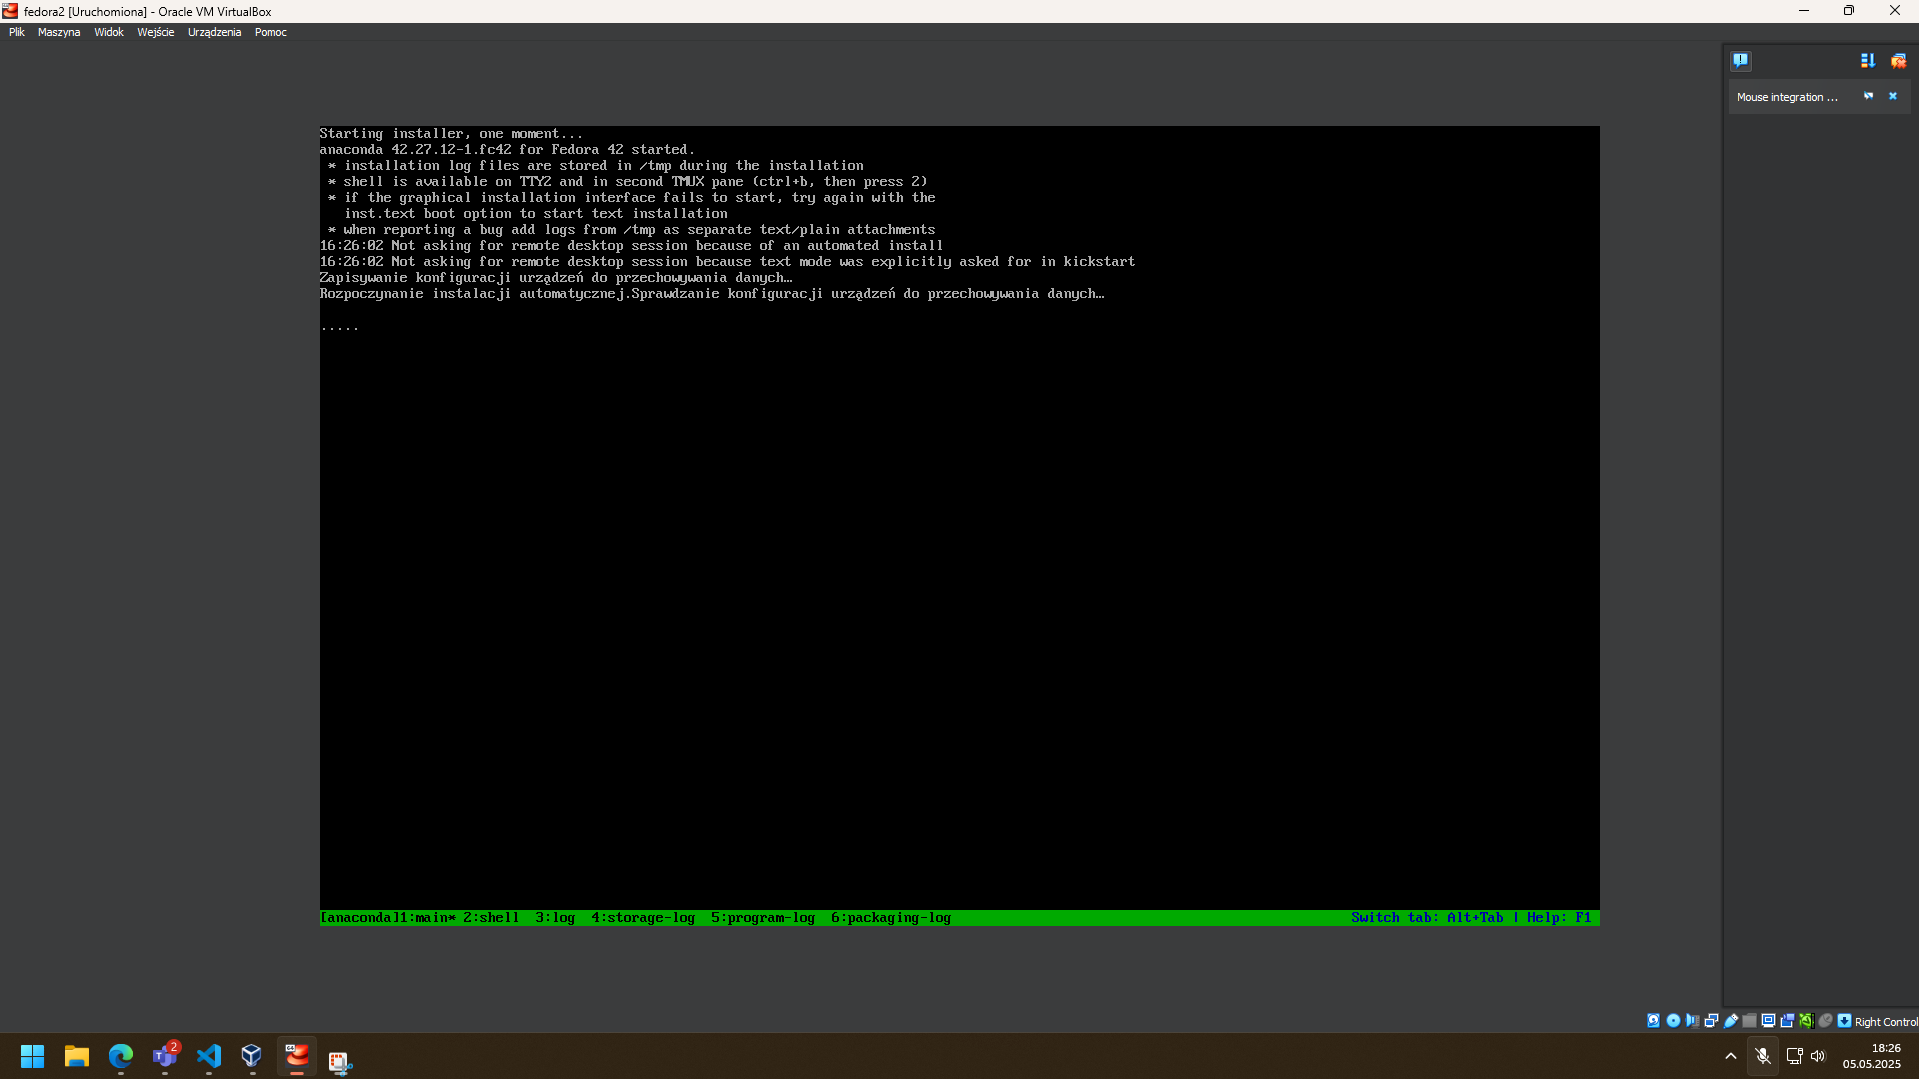 fedora2 [Uruchomiona] - Oracle VM VirtualBox
Plik Maszyna Widok Wejście Urządzenia Pomoc
Mouse integration ...
Starting installer, one moment...
anaconda 42.27.12-1.fc42 for Fedora 42 started.
* installation log files are stored in /tmp during the installation
* shell is available on TTY2 and in second TMUX pane (ctrl+b, then press 2)
* if the graphical installation interface fails to start, try again with the
inst.text boot option to start text installation
* when reporting a bug add logs from /tmp as separate text/plain attachments
16:26:02 Not asking for remote desktop session because of an automated install
16:26:02 Not asking for remote desktop session because text mode was explicitly asked for in kickstart
Zapisywanie konfiguracji urządzeń do przechowywania danych…
Rozpoczynanie instalacji automatycznej.Sprawdzanie konfiguracji urządzeń do przechowywania danych…
.....
[anaconda]1:main* 2:shell 3:log 4:storage-log 5:program-log 6:packaging-log Switch tab: Alt+Tab | Help: F1
Right Control
2
18:26
05.05.2025